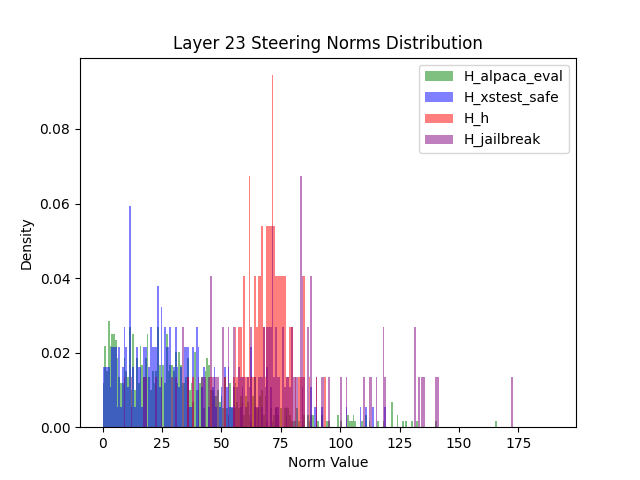 Layer 23 Steering Norms Distribution
H_alpaca_eval
H_xstest_safe
H_h
H_jailbreak
Density
0.08
0.06
0.04
0.02
0.00
0 25 50 75 100 125 150 175
Norm Value